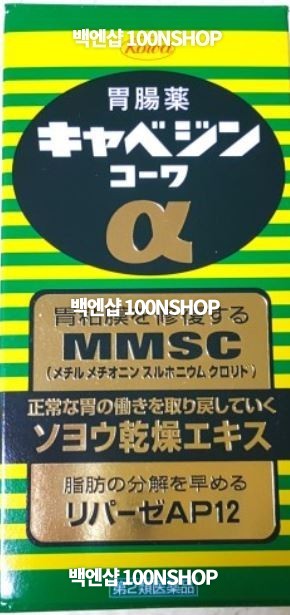 백엔샵 100NSHOP
胃腸薬
キャベジン
コーワ
α
백엔샵 100NSHOP
胃粘膜を修復する
MMSC
(メチル メチオニン スルホニウム クロリド)
正常な胃の働きを取り戻していく
ソヨウ乾燥エキス
脂肪の分解を早める
リパーゼAP12
백엔샵 100NSHOP
第2類医薬品